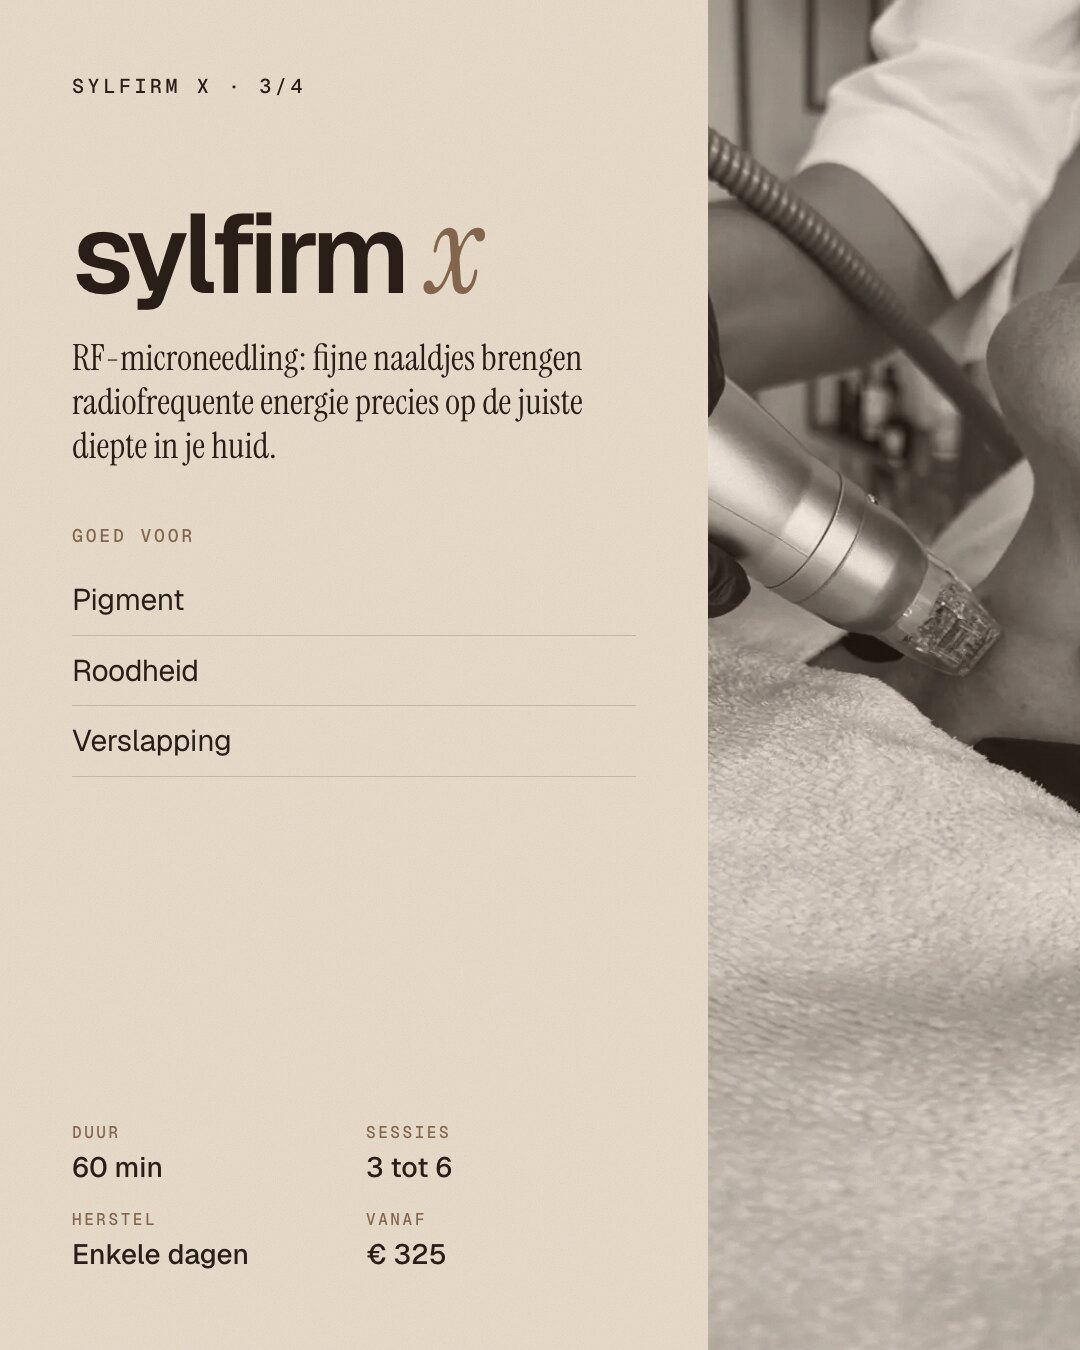 SYLFIRM X · 3/4
sylfirm x
RF-microneedling: fijne naaldjes brengen
radiofrequente energie precies op de juiste
diepte in je huid.
GOED VOOR
Pigment
Roodheid
Verslapping
DUUR
60 min
SESSIES
3 tot 6
HERSTEL
Enkele dagen
VANAF
€ 325